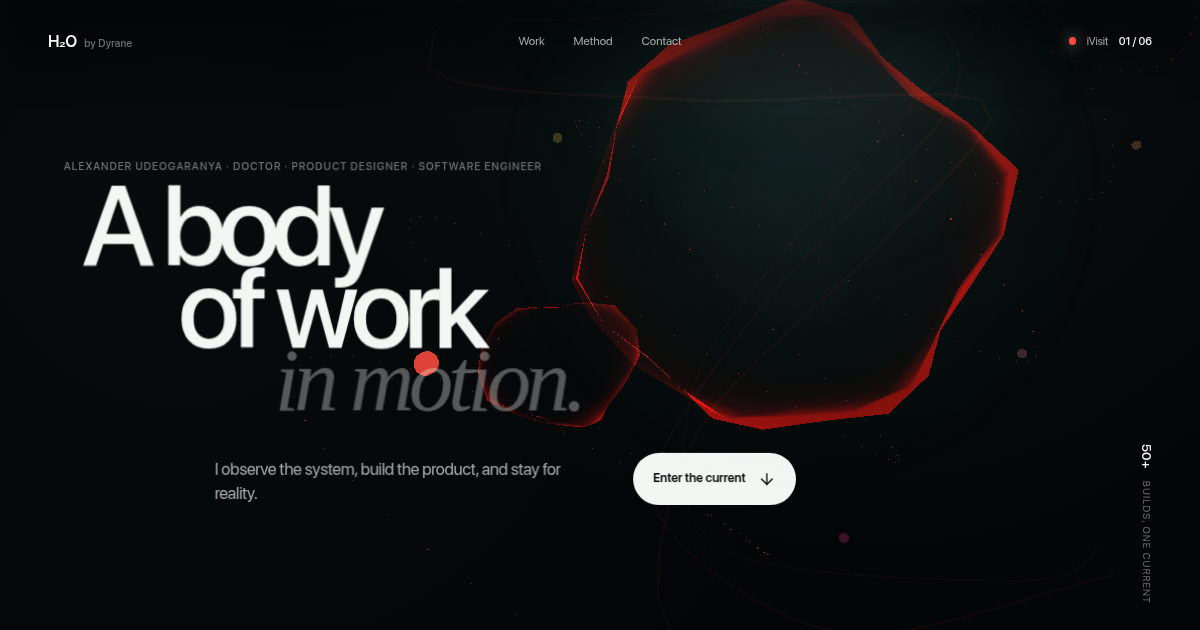 H₂O by Dyrane
Work Method Contact
iVisit 01 / 06
ALEXANDER UDEOGARANYA · DOCTOR · PRODUCT DESIGNER · SOFTWARE ENGINEER
A body
of work
in motion.
I observe the system, build the product, and stay for
reality.
Enter the current ↓
50+ BUILDS, ONE CURRENT